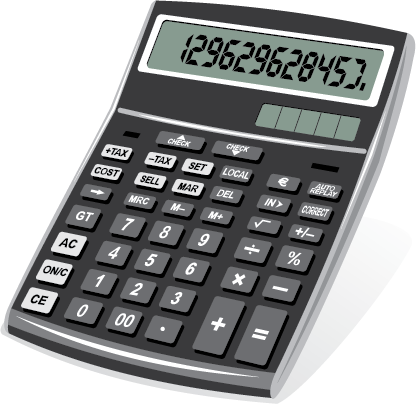 129629628457.
CHECK CHECK
+TAX -TAX SET LOCAL € AUTO REPLAY
COST SELL MAR DEL IN> CORRECT
→ MRC M- M+ √ +/-
GT 7 8 9 ÷ %
AC 4 5 6 × −
ON/C 1 2 3 + =
CE 0 00 .